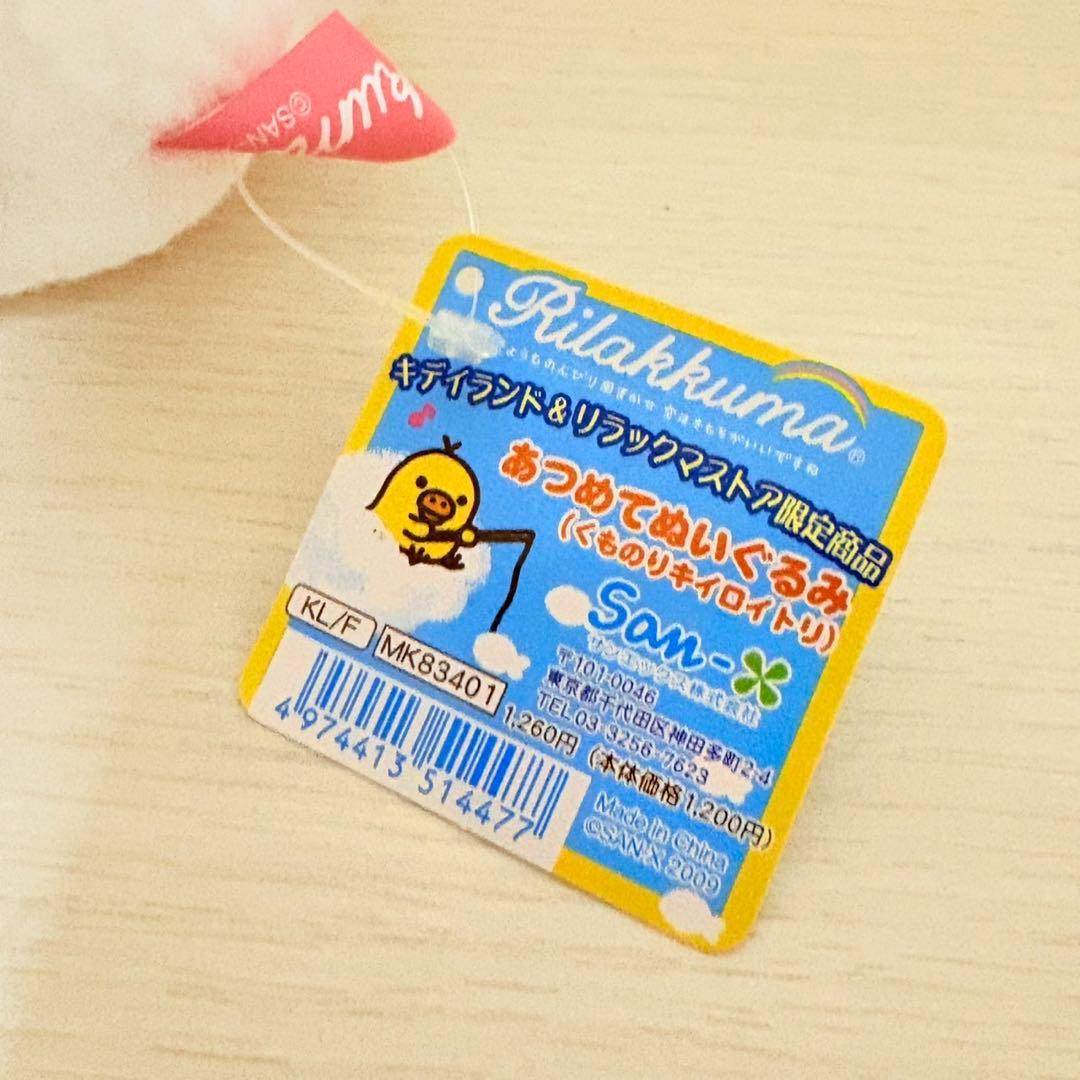 ©SAN-
Rilakkuma®
キデイランド&リラックマストア限定商品
あつめてぬいぐるみ
(くものりキイロイトリ)
San-
サンエックス株式会社
〒101-0046
東京都千代田区神田多町2-4
TEL 03-3256-7623
KL/F
MK83401
1,260円 (本体価格1,200円)
4 974413 514477
Made in China
©SAN-X 2009